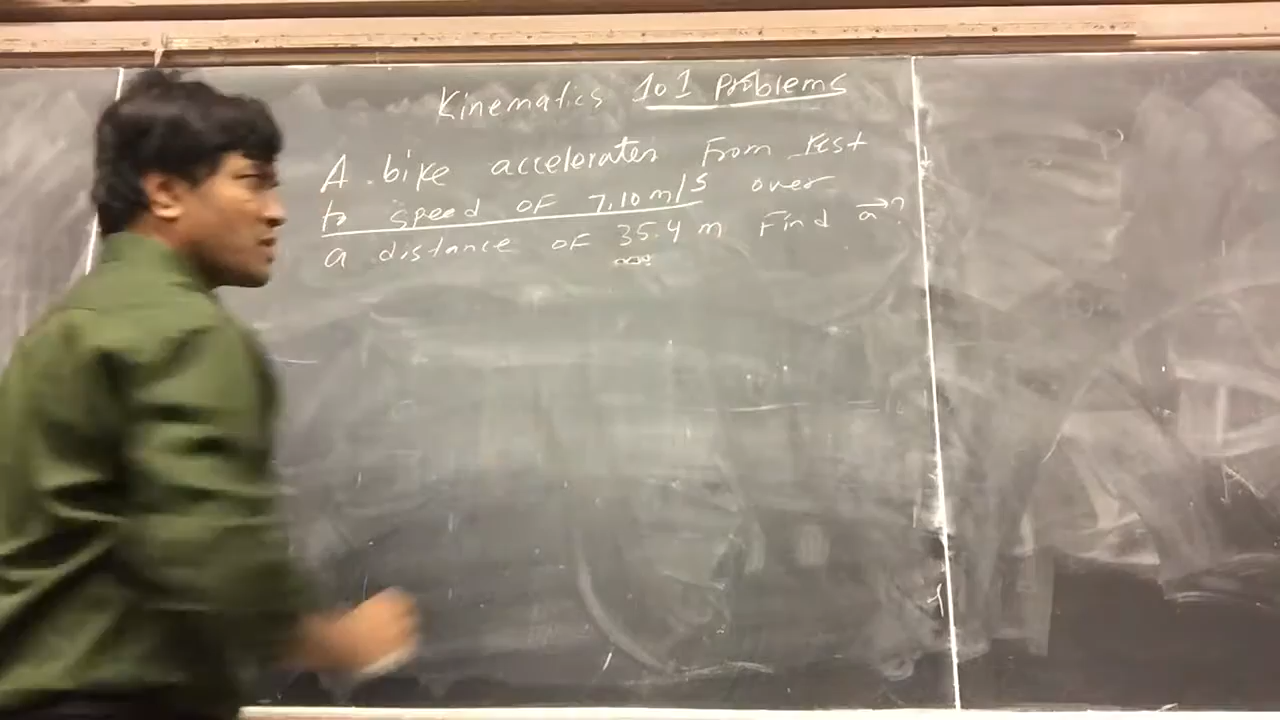 Kinematics 101 Problems
A bike accelerates From rest
to speed of 7.10 m/s over
a distance of 35.4 m Find a?